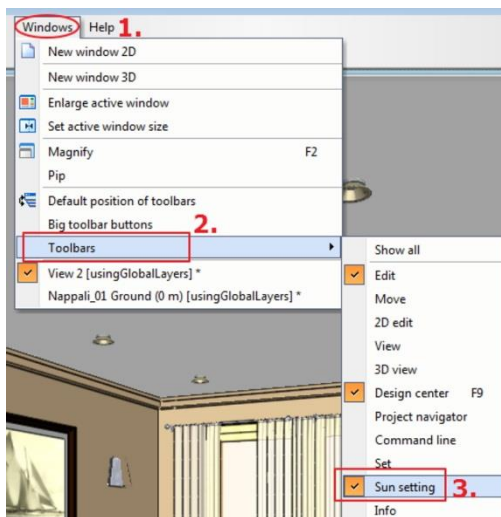 Windows Help 1.
New window 2D
New window 3D
Enlarge active window
Set active window size
Magnify F2
Pip
Default position of toolbars
Big toolbar buttons 2.
Toolbars
View 2 [usingGlobalLayers] *
Nappali_01 Ground (0 m) [usingGlobalLayers] *
Show all
Edit
Move
2D edit
View
3D view
Design center F9
Project navigator
Command line
Set
Sun setting 3.
Info